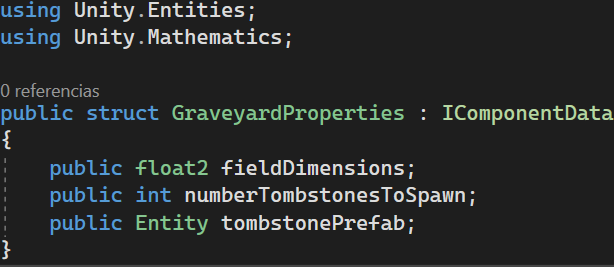 using Unity.Entities;
using Unity.Mathematics;
0 referencias
public struct GraveyardProperties : IComponentData
{
    public float2 fieldDimensions;
    public int numberTombstonesToSpawn;
    public Entity tombstonePrefab;
}